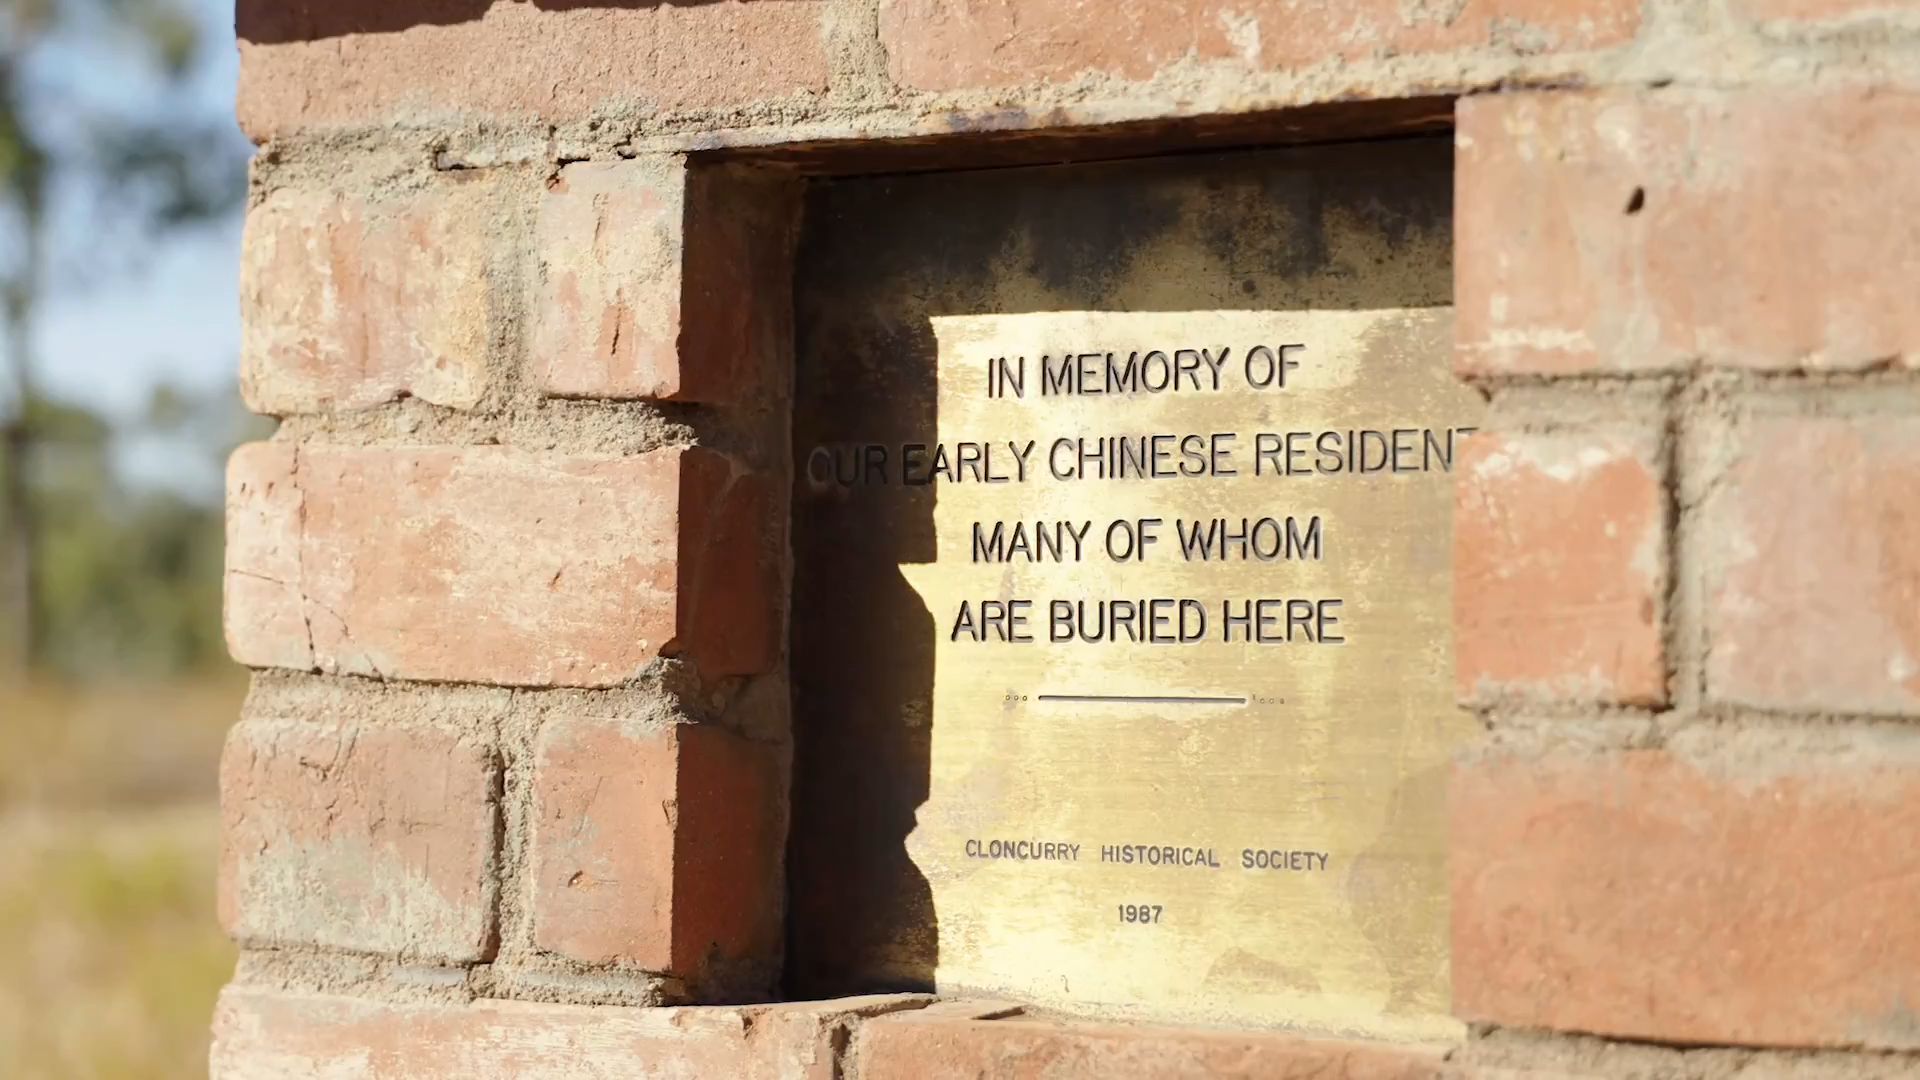 IN MEMORY OF
OUR EARLY CHINESE RESIDENT
MANY OF WHOM
ARE BURIED HERE
CLONCURRY HISTORICAL SOCIETY
1987